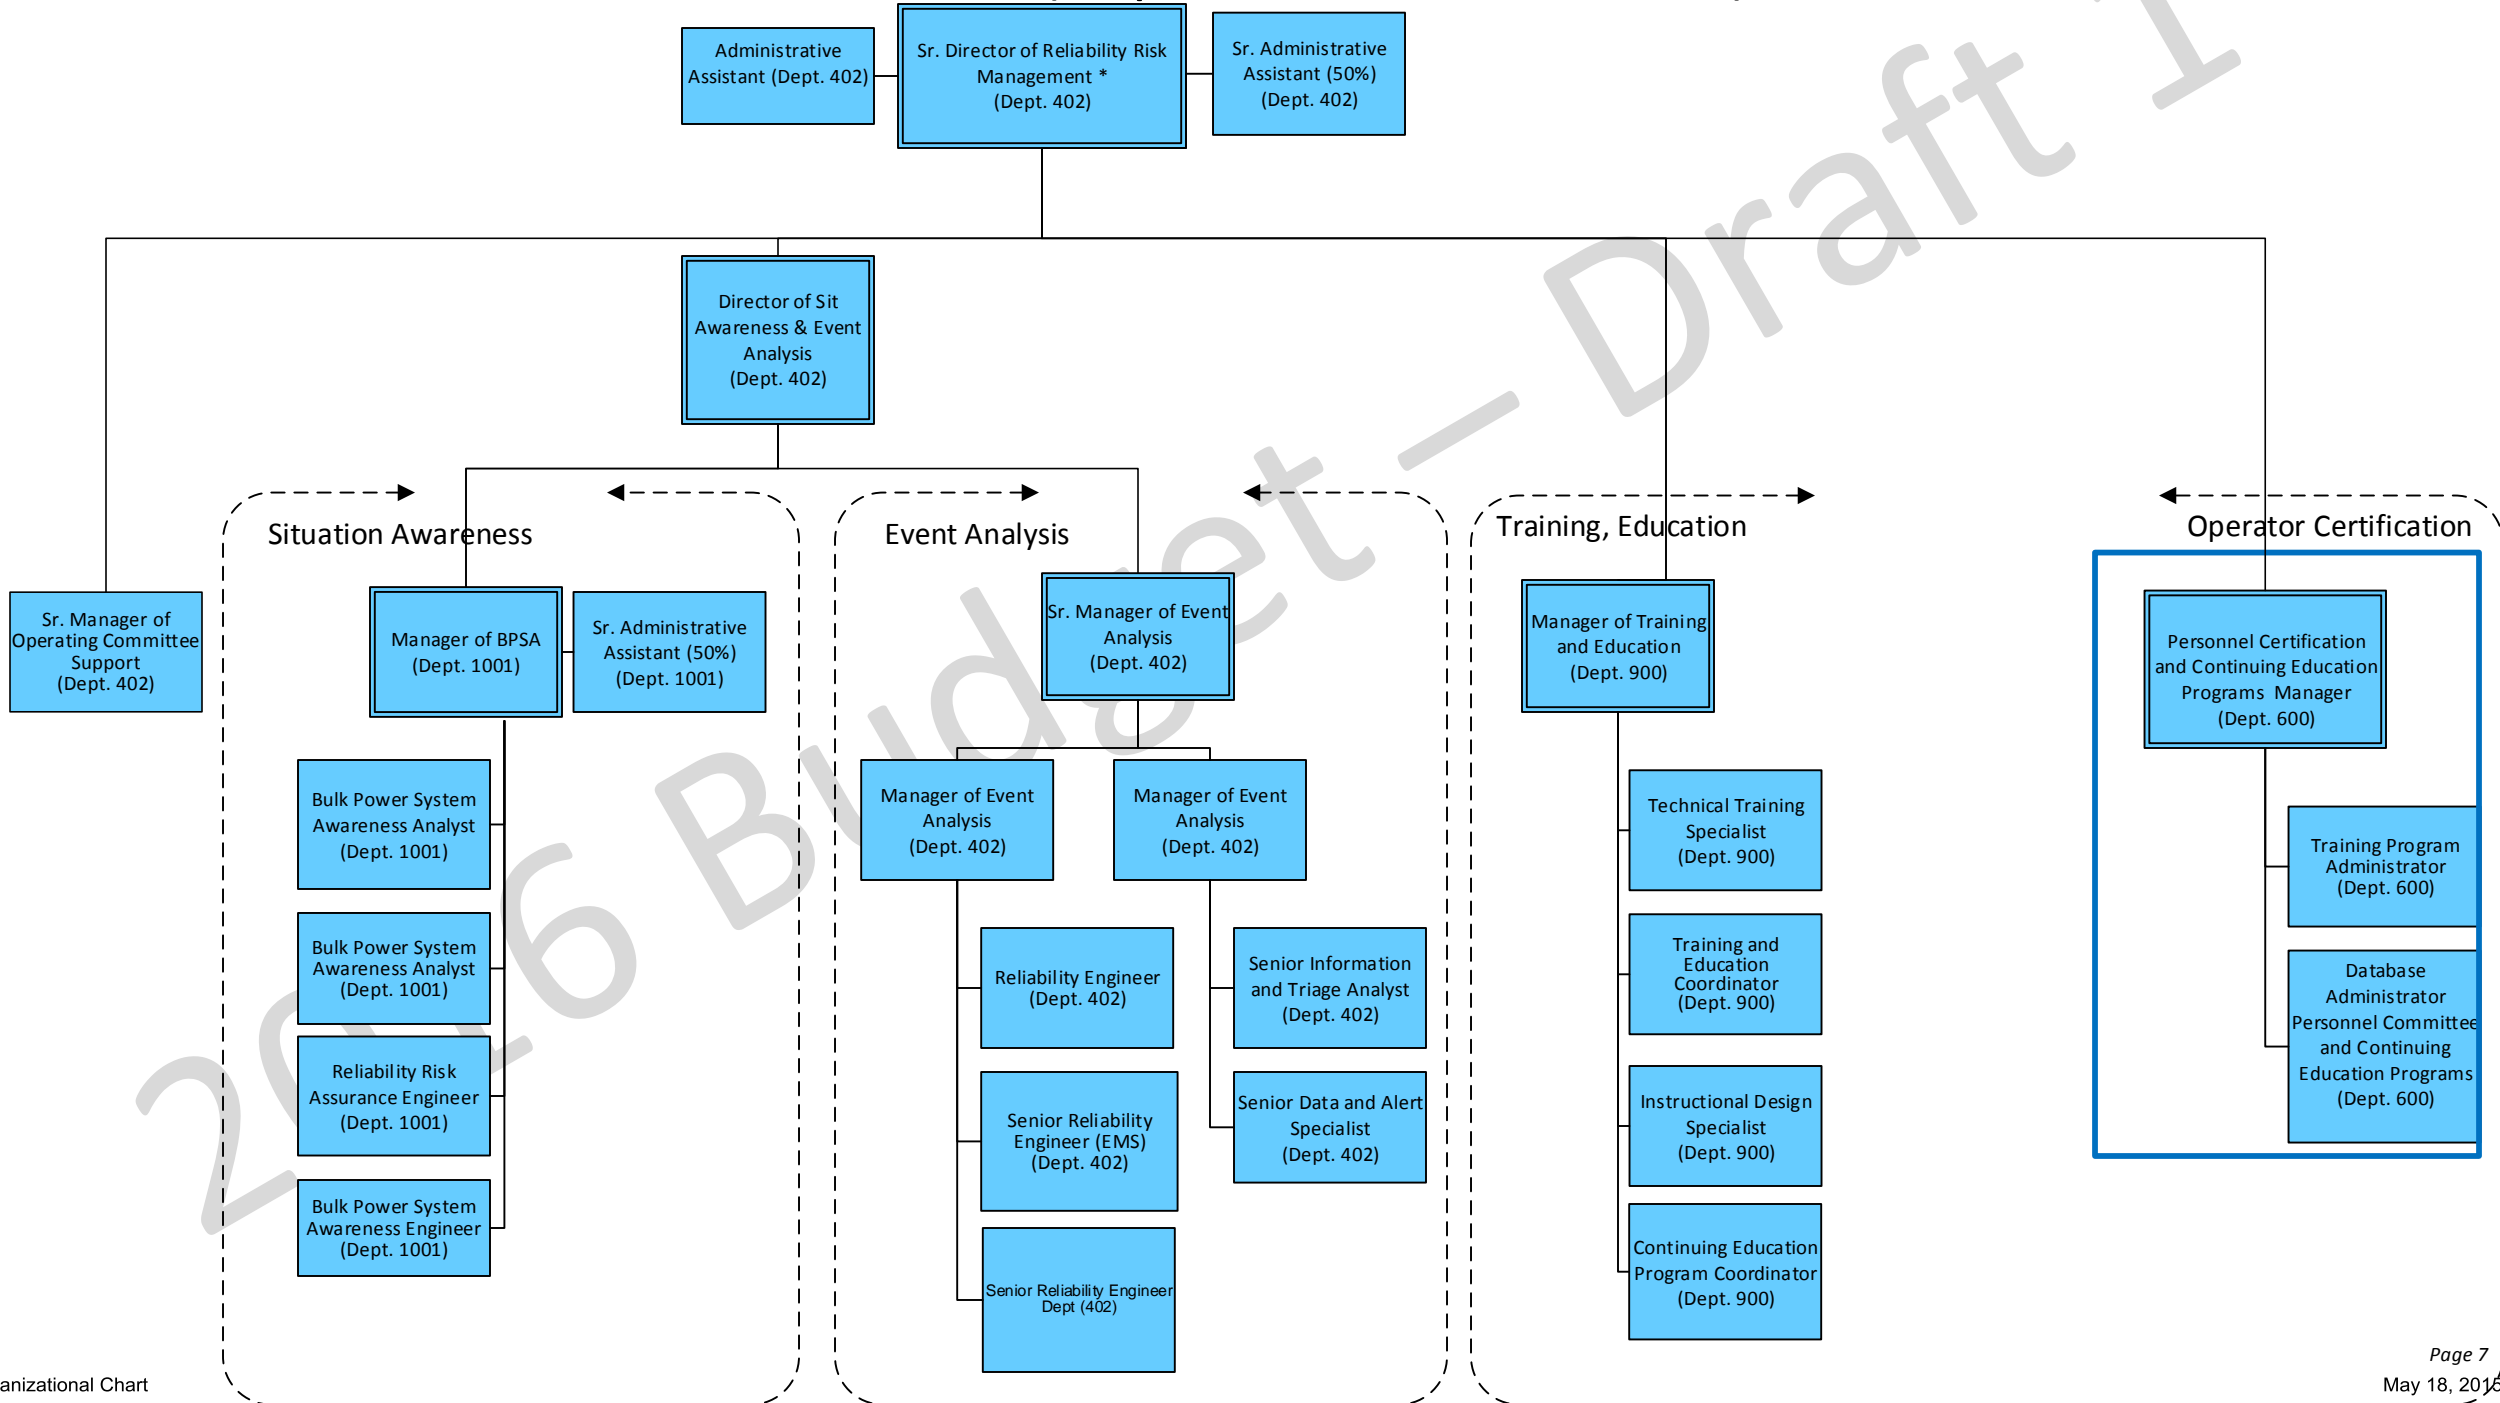 Administrative
Assistant (Dept. 402)
Sr. Director of Reliability Risk
Management *
(Dept. 402)
Sr. Administrative
Assistant (50%)
(Dept. 402)
Director of Sit
Awareness & Event
Analysis
(Dept. 402)
Situation Awareness
Event Analysis
Training, Education
Operator Certification
Sr. Manager of
Operating Committee
Support
(Dept. 402)
Manager of BPSA
(Dept. 1001)
Sr. Administrative
Assistant (50%)
(Dept. 1001)
Sr. Manager of Event
Analysis
(Dept. 402)
Manager of Training
and Education
(Dept. 900)
Personnel Certification
and Continuing Education
Programs Manager
(Dept. 600)
Bulk Power System
Awareness Analyst
(Dept. 1001)
Bulk Power System
Awareness Analyst
(Dept. 1001)
Reliability Risk
Assurance Engineer
(Dept. 1001)
Bulk Power System
Awareness Engineer
(Dept. 1001)
Manager of Event
Analysis
(Dept. 402)
Manager of Event
Analysis
(Dept. 402)
Reliability Engineer
(Dept. 402)
Senior Reliability
Engineer (EMS)
(Dept. 402)
Senior Reliability Engineer
Dept (402)
Senior Information
and Triage Analyst
(Dept. 402)
Senior Data and Alert
Specialist
(Dept. 402)
Technical Training
Specialist
(Dept. 900)
Training and
Education
Coordinator
(Dept. 900)
Instructional Design
Specialist
(Dept. 900)
Continuing Education
Program Coordinator
(Dept. 900)
Training Program
Administrator
(Dept. 600)
Database
Administrator
Personnel Committee
and Continuing
Education Programs
(Dept. 600)
2016 Budget – Draft 1
anizational Chart
Page 7
May 18, 2015